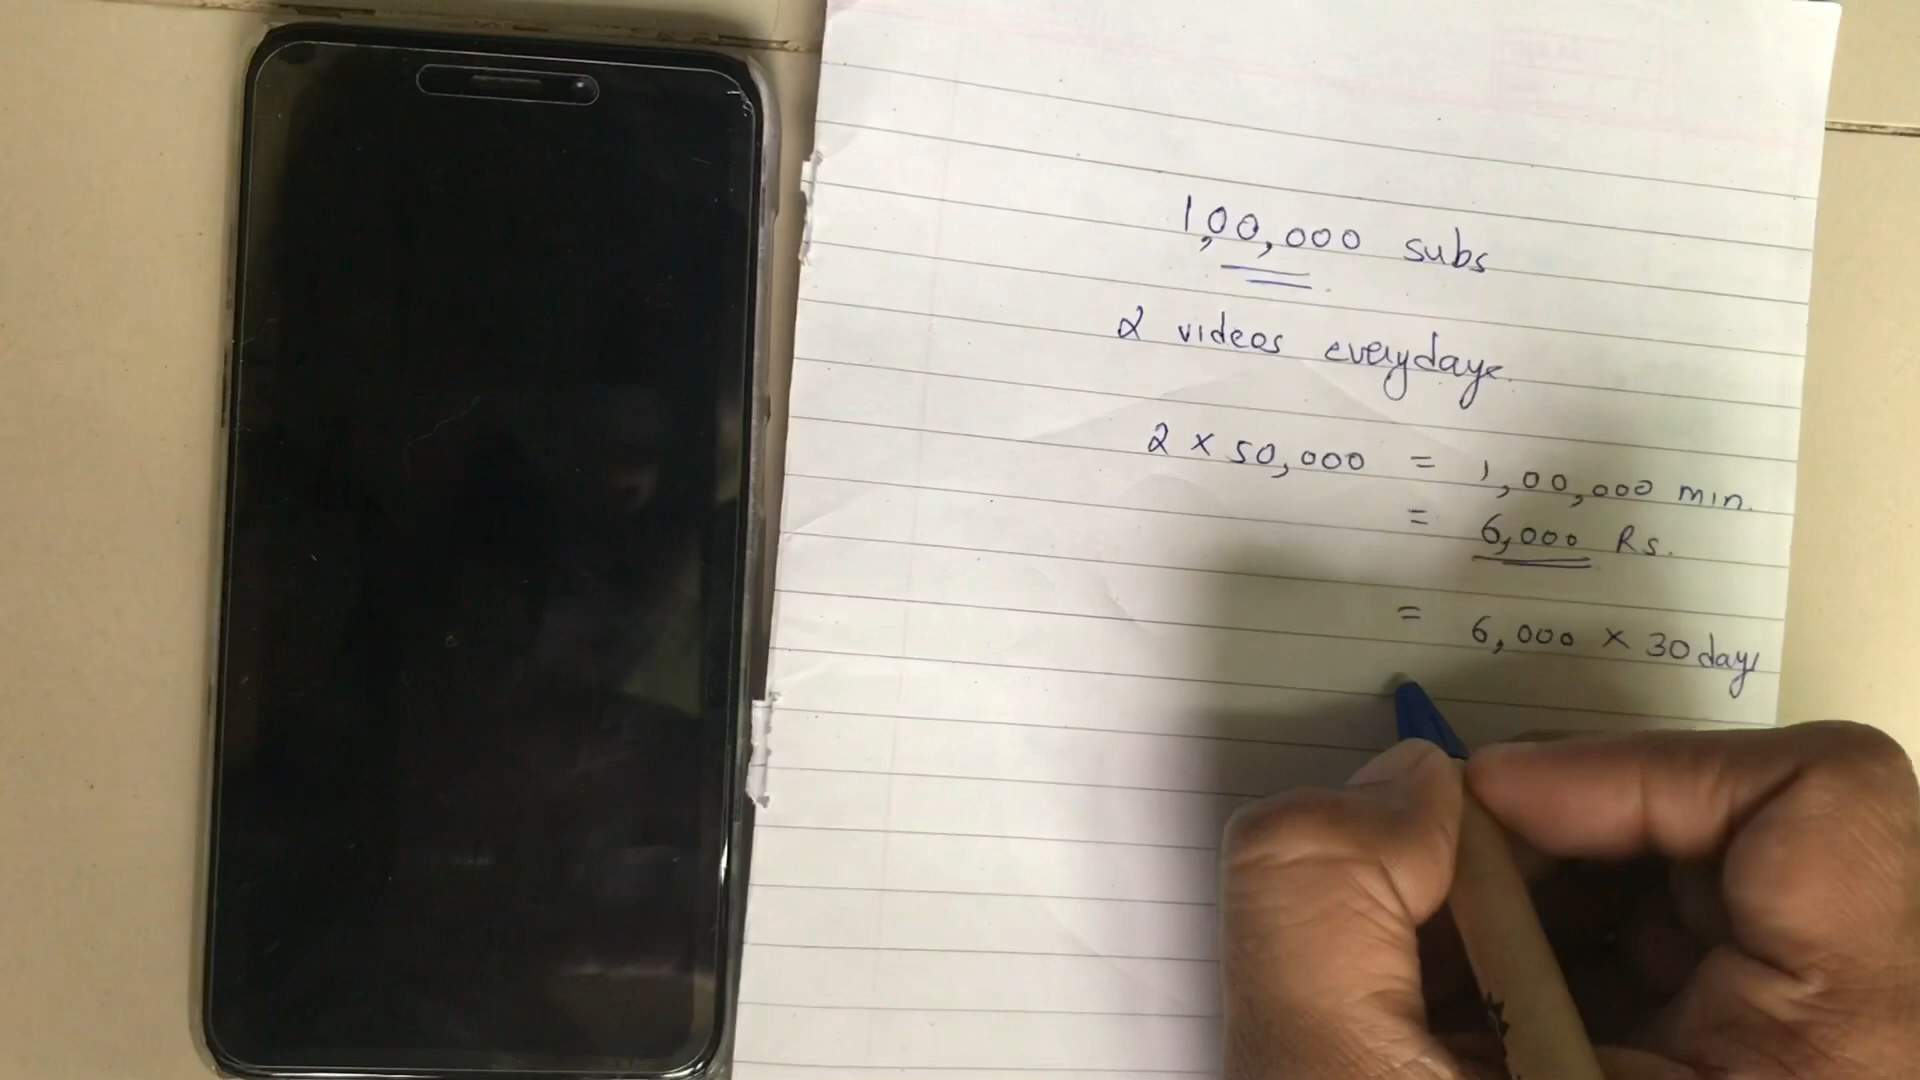 1,00,000 subs
2 videos everyday.
2 × 50,000 = 1,00,000 min.
= 6,000 Rs.
= 6,000 × 30 days